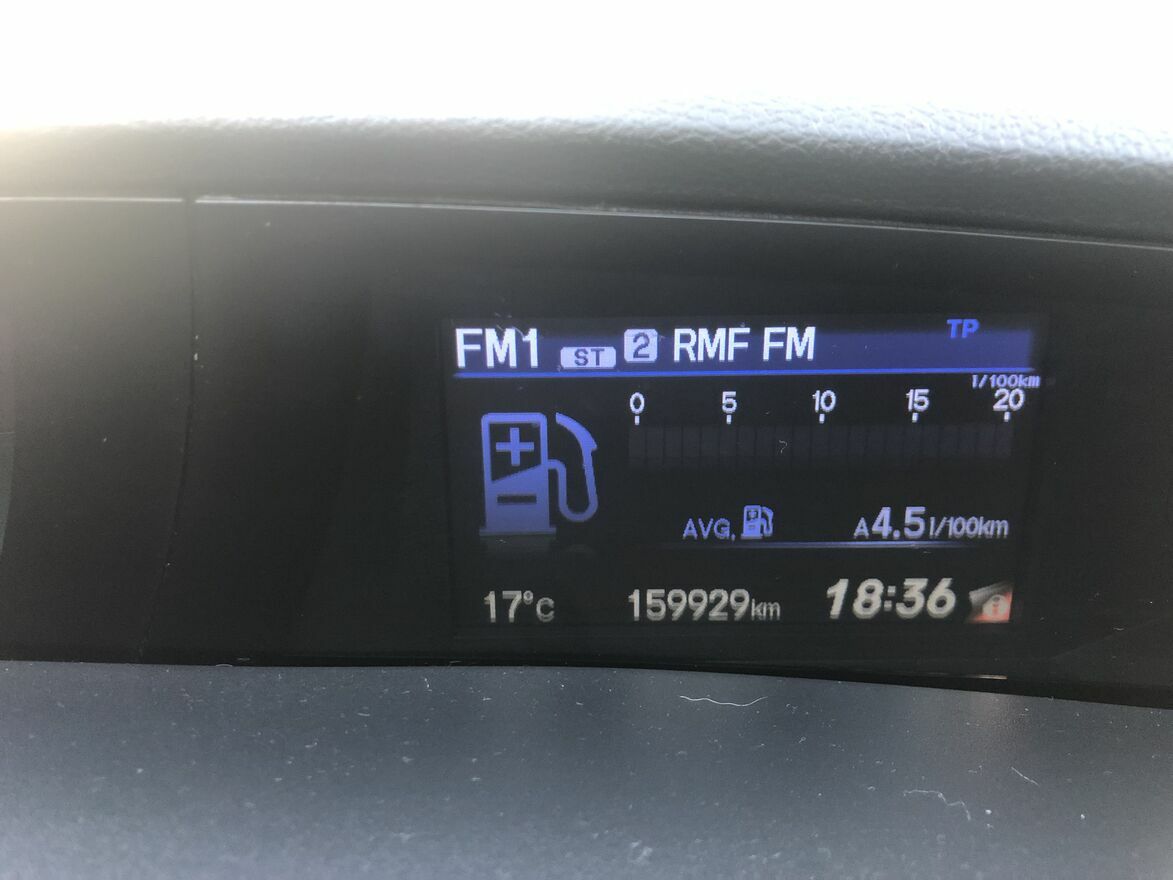 FM1 ST 2 RMF FM TP
l/100km
0 5 10 15 20
AVG. A4.5 l/100km
17°C 159929km 18:36